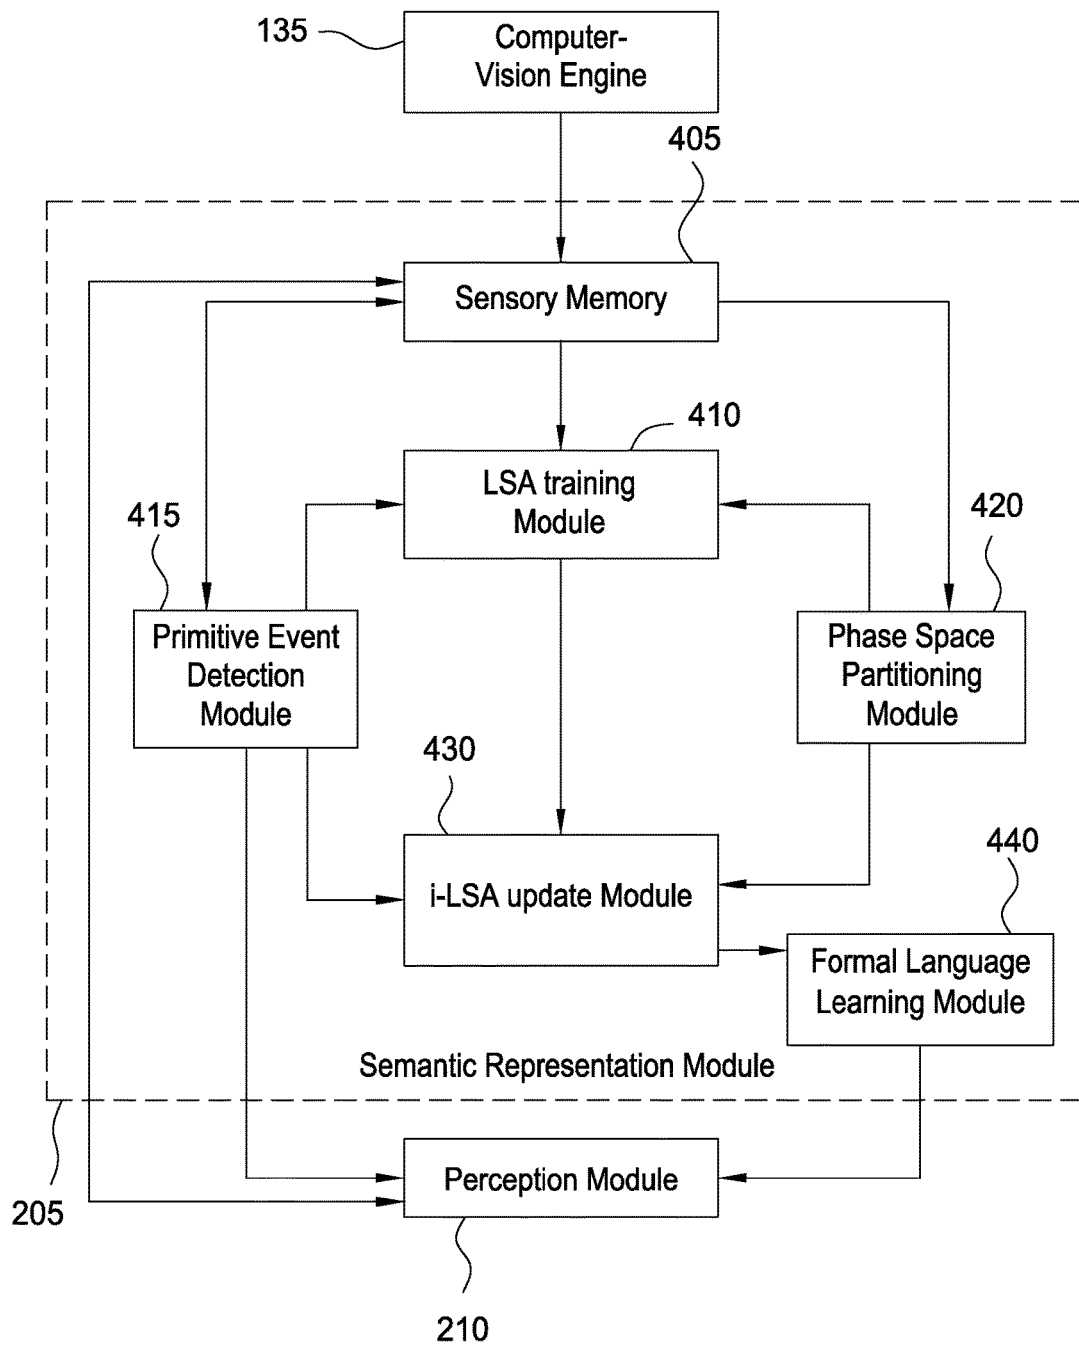 135
Computer-
Vision Engine
405
Sensory Memory
410
LSA training
Module
415
420
Primitive Event
Detection
Module
Phase Space
Partitioning
Module
430
i-LSA update Module
440
Formal Language
Learning Module
Semantic Representation Module
Perception Module
205
210